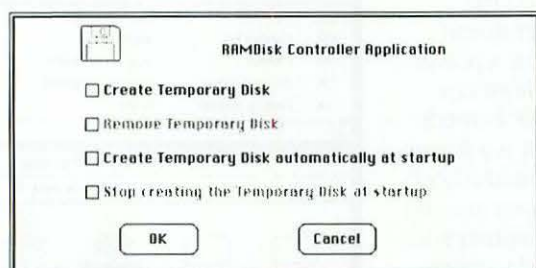 RAMDisk Controller Application
Create Temporary Disk
Remove Temporary Disk
Create Temporary Disk automatically at startup
Stop creating the Temporary Disk at startup
OK
Cancel